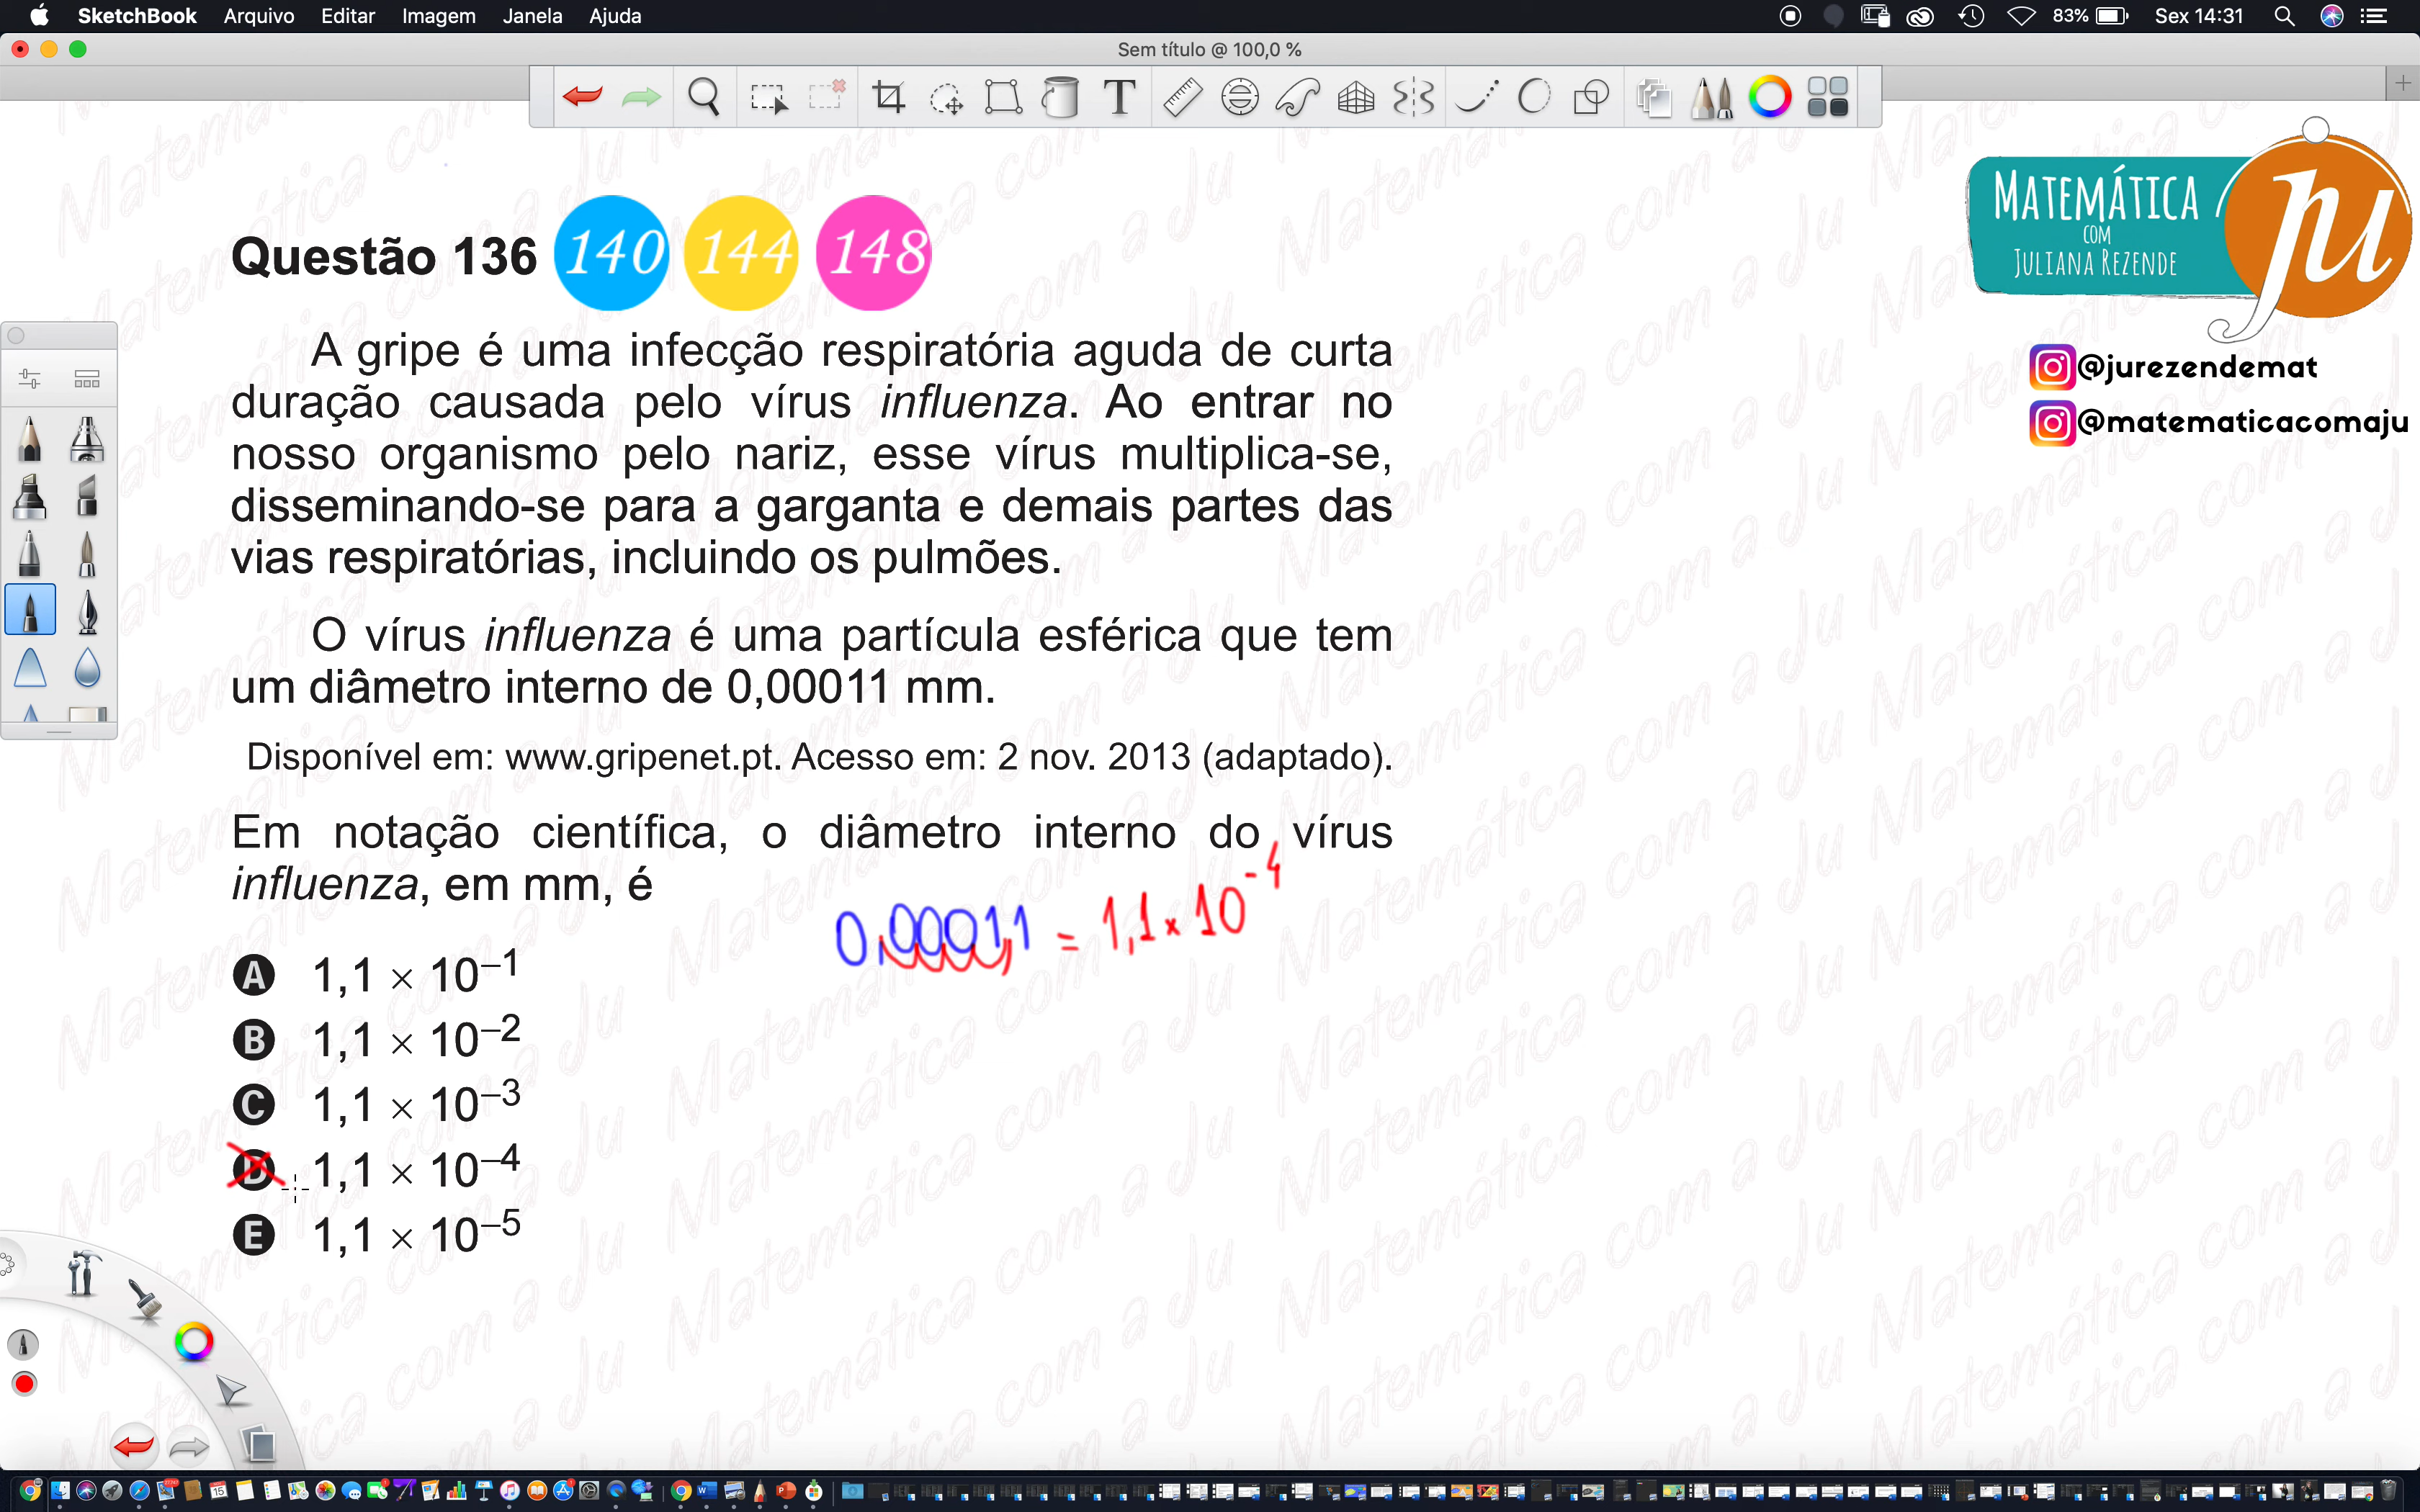 SketchBook Arquivo Editar Imagem Janela Ajuda 83% Sex 14:31
Sem título @ 100,0 %
Questão 136 140 144 148
MATEMÁTICA
COM
JULIANA REZENDE
ju
@jurezendemat
@matematicacomaju
A gripe é uma infecção respiratória aguda de curta
duração causada pelo vírus influenza. Ao entrar no
nosso organismo pelo nariz, esse vírus multiplica-se,
disseminando-se para a garganta e demais partes das
vias respiratórias, incluindo os pulmões.
O vírus influenza é uma partícula esférica que tem
um diâmetro interno de 0,00011 mm.
Disponível em: www.gripenet.pt. Acesso em: 2 nov. 2013 (adaptado).
Em notação científica, o diâmetro interno do vírus
influenza, em mm, é
0,0001,1 = 1,1 × 10⁻⁴
A 1,1 × 10⁻¹
B 1,1 × 10⁻²
C 1,1 × 10⁻³
D 1,1 × 10⁻⁴
E 1,1 × 10⁻⁵
Matemática com a Ju